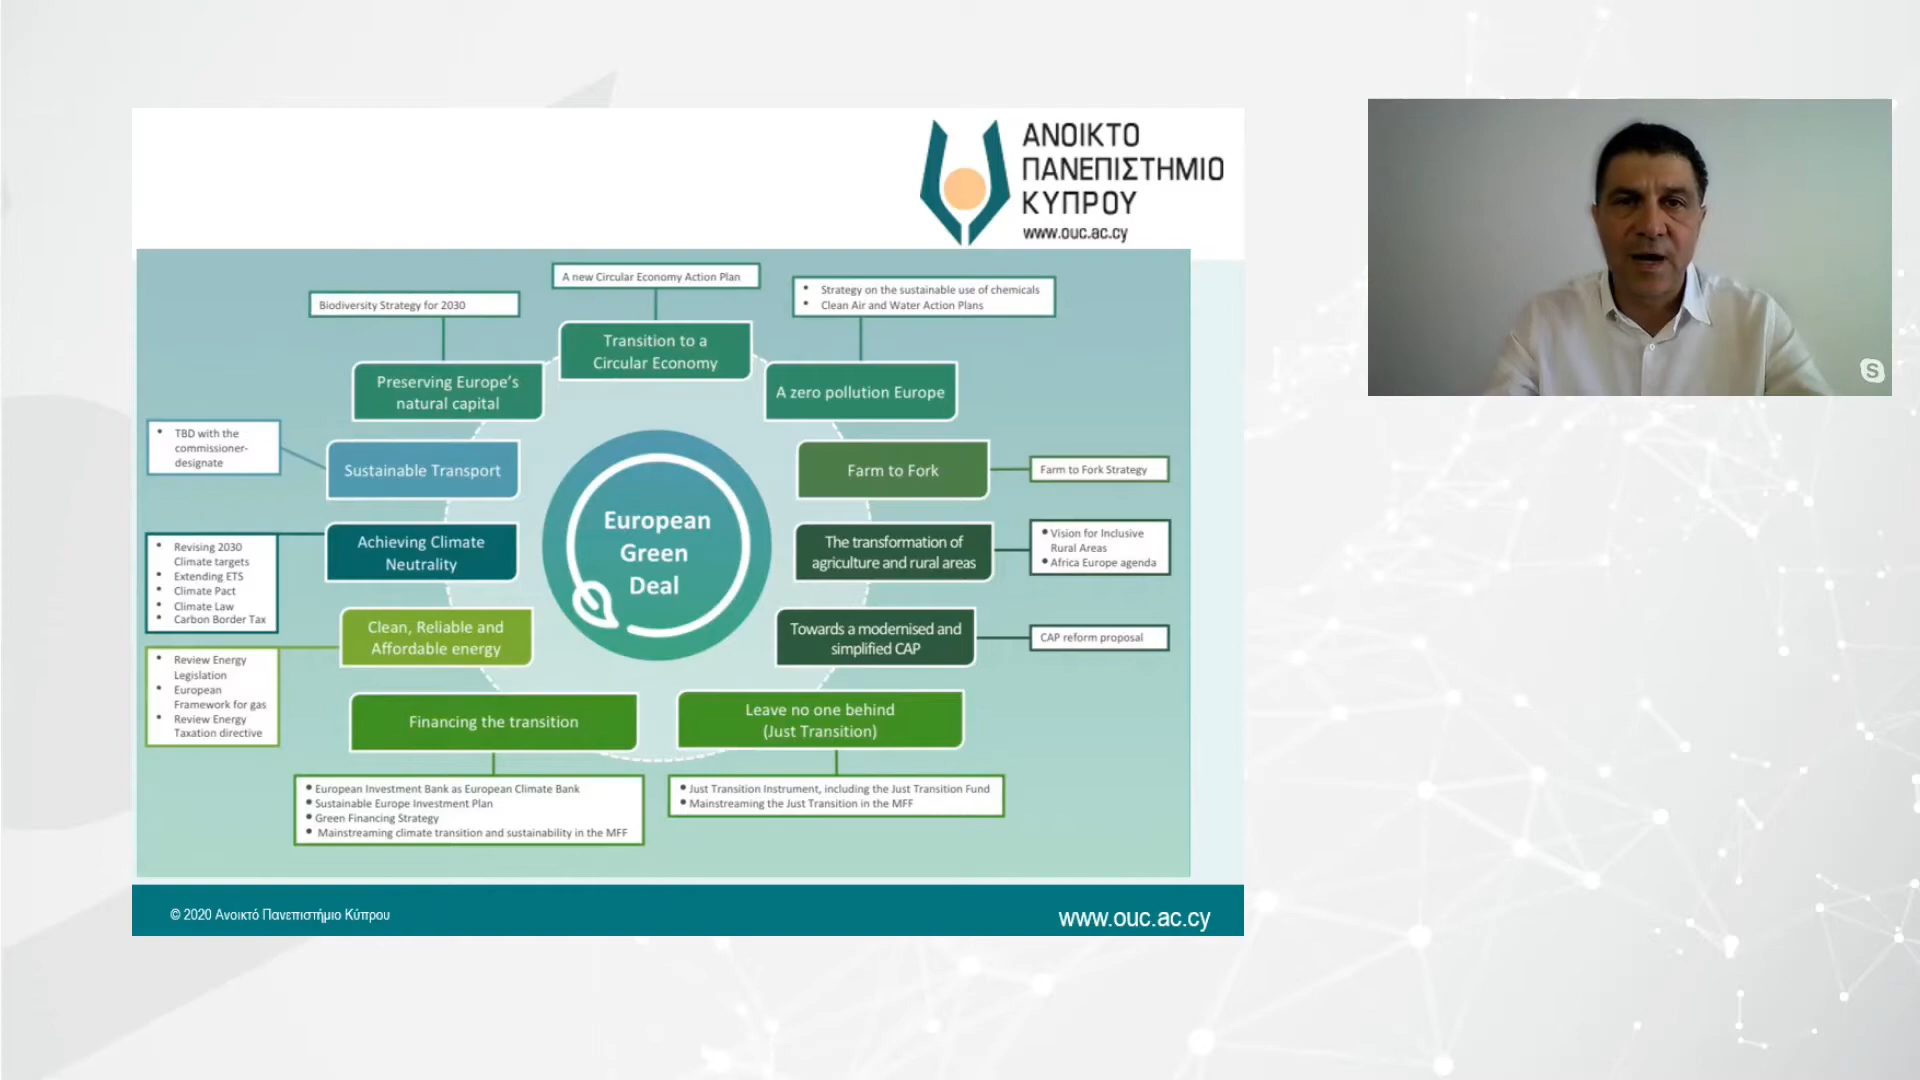 ΑΝΟΙΚΤΟ
ΠΑΝΕΠΙΣΤΗΜΙΟ
ΚΥΠΡΟΥ
www.ouc.ac.cy
A new Circular Economy Action Plan
Biodiversity Strategy for 2030
• Strategy on the sustainable use of chemicals
• Clean Air and Water Action Plans
Transition to a
Circular Economy
Preserving Europe's
natural capital
A zero pollution Europe
• TBD with the
commissioner-
designate
Sustainable Transport
Farm to Fork
Farm to Fork Strategy
European
Green
Deal
• Revising 2030
Climate targets
• Extending ETS
• Climate Pact
• Climate Law
• Carbon Border Tax
Achieving Climate
Neutrality
The transformation of
agriculture and rural areas
• Vision for Inclusive
Rural Areas
• Africa Europe agenda
Clean, Reliable and
Affordable energy
Towards a modernised and
simplified CAP
CAP reform proposal
• Review Energy
Legislation
• European
Framework for gas
• Review Energy
Taxation directive
Financing the transition
Leave no one behind
(Just Transition)
• European Investment Bank as European Climate Bank
• Sustainable Europe Investment Plan
• Green Financing Strategy
• Mainstreaming climate transition and sustainability in the MFF
• Just Transition Instrument, including the Just Transition Fund
• Mainstreaming the Just Transition in the MFF
© 2020 Ανοικτό Πανεπιστήμιο Κύπρου
www.ouc.ac.cy
S